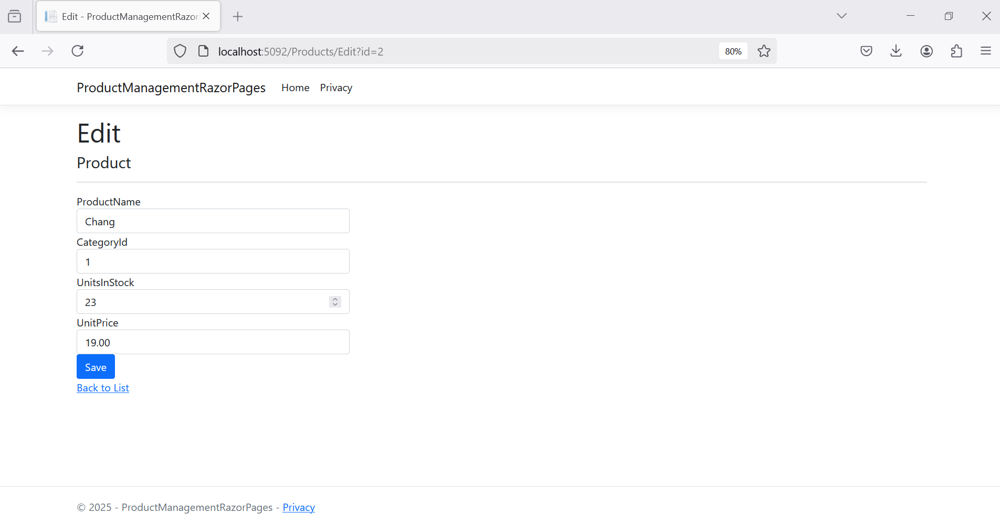 Edit - ProductManagementRazor
localhost:5092/Products/Edit?id=2
80%
ProductManagementRazorPages Home Privacy
Edit
Product
ProductName
Chang
CategoryId
1
UnitsInStock
23
UnitPrice
19.00
Save
Back to List
© 2025 - ProductManagementRazorPages - Privacy